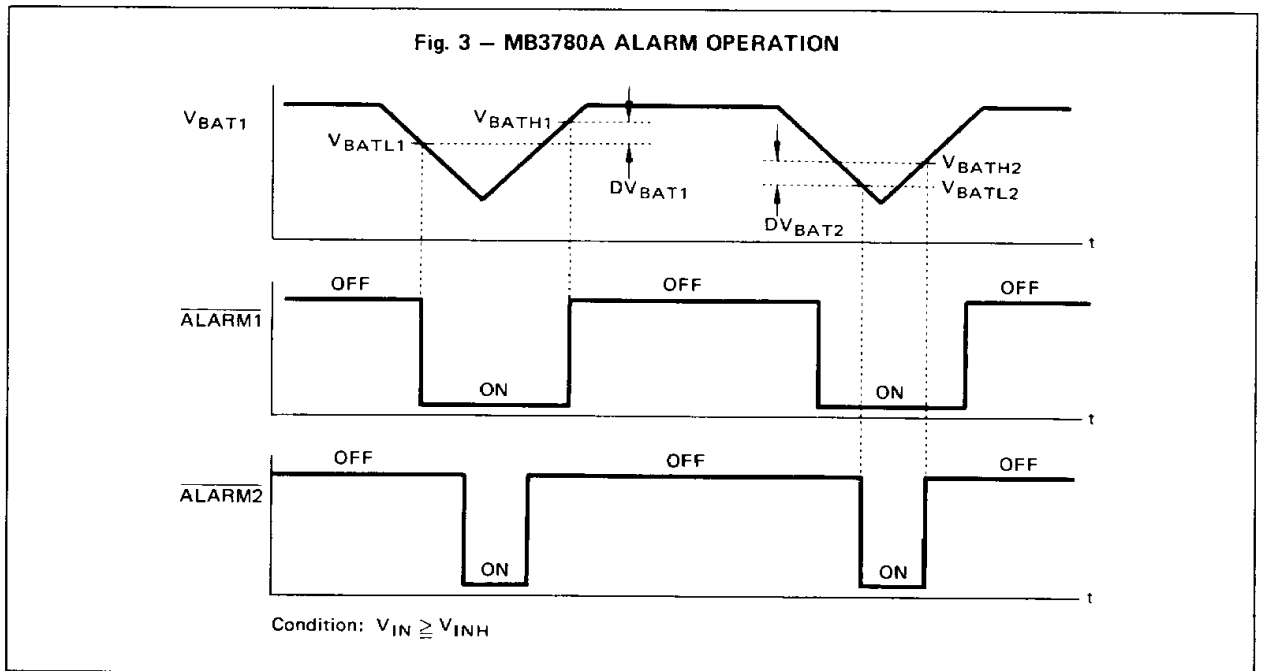 Fig. 3 – MB3780A ALARM OPERATION
VBAT1
VBATL1
VBATH1
DVBAT1
VBATH2
VBATL2
DVBAT2
t
OFF
OFF
OFF
ALARM1
ON
ON
t
OFF
OFF
OFF
ALARM2
ON
ON
t
Condition: VIN ≧ VINH